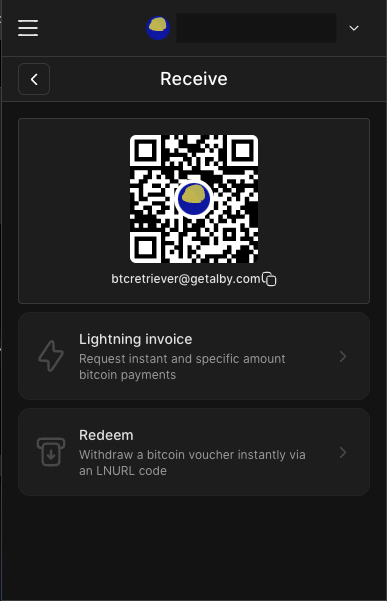 Receive
btcretriever@getalby.com
Lightning invoice
Request instant and specific amount
bitcoin payments
Redeem
Withdraw a bitcoin voucher instantly via
an LNURL code